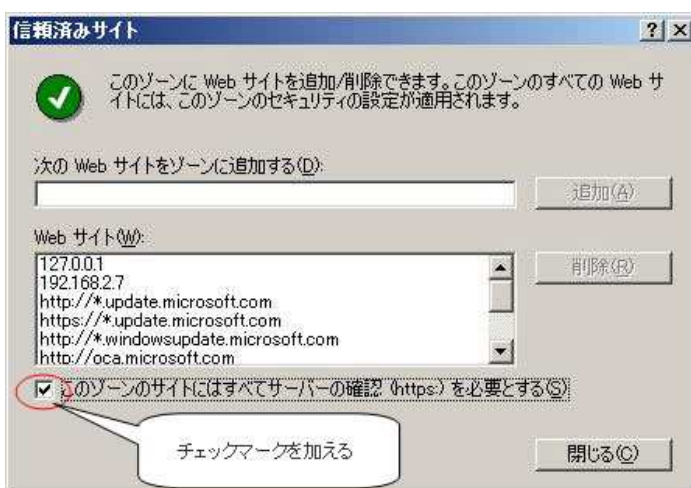 信頼済みサイト
このゾーンに Web サイトを追加/削除できます。このゾーンのすべての Web サ
イトには、このゾーンのセキュリティの設定が適用されます。
次の Web サイトをゾーンに追加する(D):
追加(A)
Web サイト(W):
127.0.0.1
192.168.2.7
http://*.update.microsoft.com
https://*.update.microsoft.com
http://*.windowsupdate.microsoft.com
http://oca.microsoft.com
削除(R)
このゾーンのサイトにはすべてサーバーの確認 (https:) を必要とする(S)
チェックマークを加える
閉じる(C)